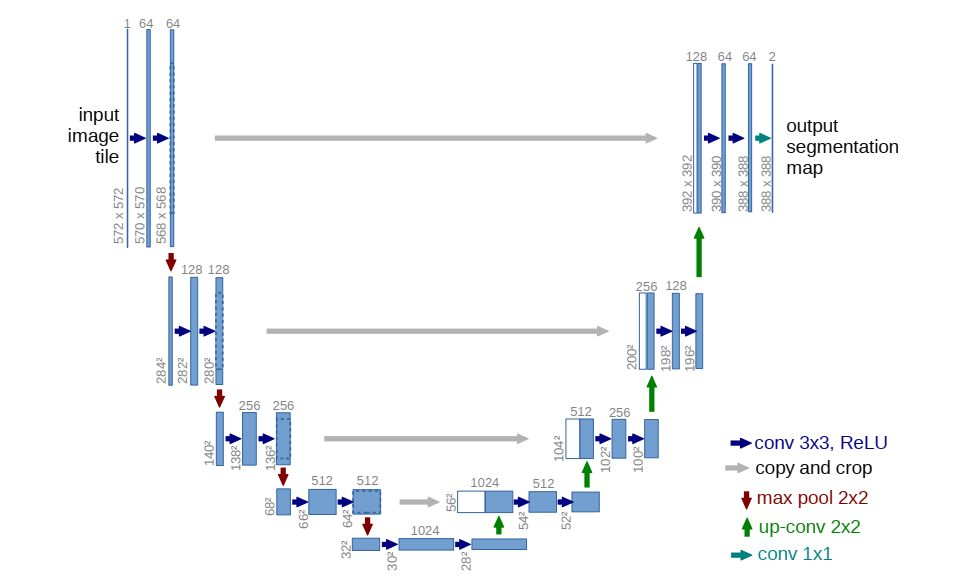 1 64 64
input
image
tile
572 x 572
570 x 570
568 x 568
128 64 64 2
output
segmentation
map
392 x 392
390 x 390
388 x 388
388 x 388
128 128
284²
282²
280²
256 128
200²
198²
196²
256 256
140²
138²
136²
512 256
104²
102²
100²
512 512
68²
66²
64²
1024 512
56²
54²
52²
1024
32²
30²
28²
conv 3x3, ReLU
copy and crop
max pool 2x2
up-conv 2x2
conv 1x1